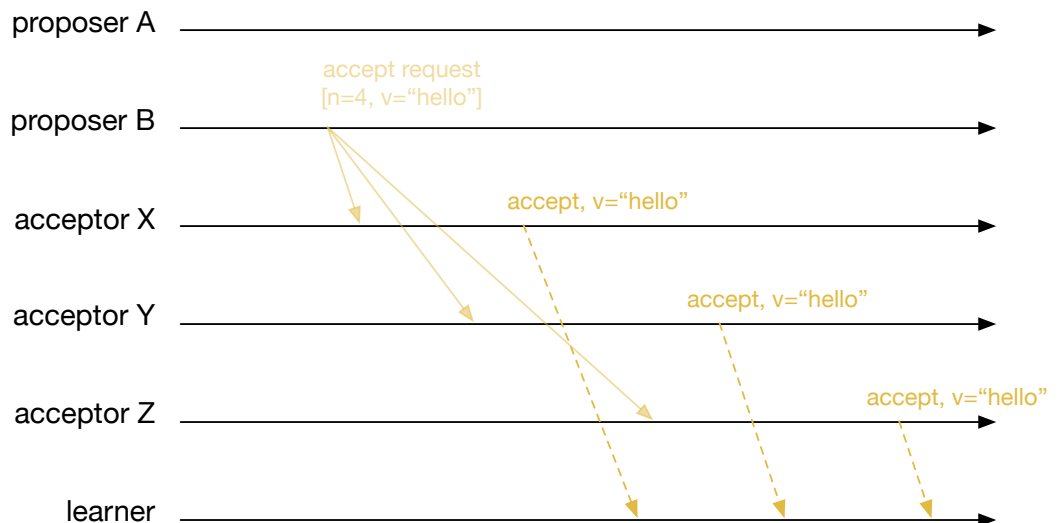 proposer A
accept request
[n=4, v=“hello”]
proposer B
accept, v=“hello”
acceptor X
accept, v=“hello”
acceptor Y
accept, v=“hello”
acceptor Z
learner